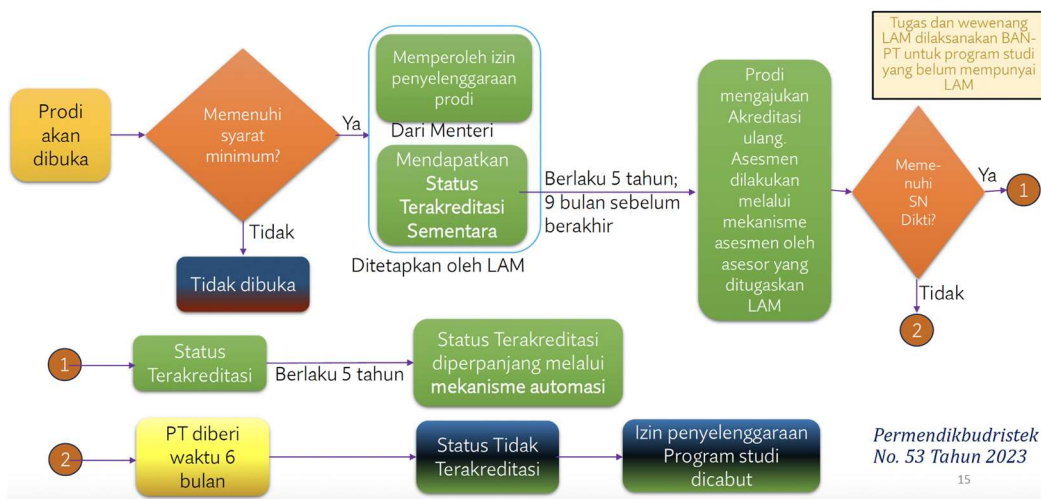 Tugas dan wewenang
LAM dilaksanakan BAN-
PT untuk program studi
yang belum mempunyai
LAM
Prodi
akan
dibuka
Memenuhi
syarat
minimum?
Ya
Tidak
Tidak dibuka
Memperoleh izin
penyelenggaraan
prodi
Dari Menteri
Mendapatkan
Status
Terakreditasi
Sementara
Ditetapkan oleh LAM
Berlaku 5 tahun;
9 bulan sebelum
berakhir
Prodi
mengajukan
Akreditasi
ulang.
Asesmen
dilakukan
melalui
mekanisme
asesmen oleh
asesor yang
ditugaskan
LAM
Meme-
nuhi
SN
Dikti?
Ya
1
Tidak
2
1
Status
Terakreditasi
Berlaku 5 tahun
Status Terakreditasi
diperpanjang melalui
mekanisme automasi
2
PT diberi
waktu 6
bulan
Status Tidak
Terakreditasi
Izin penyelenggaraan
Program studi
dicabut
Permendikbudristek
No. 53 Tahun 2023
15